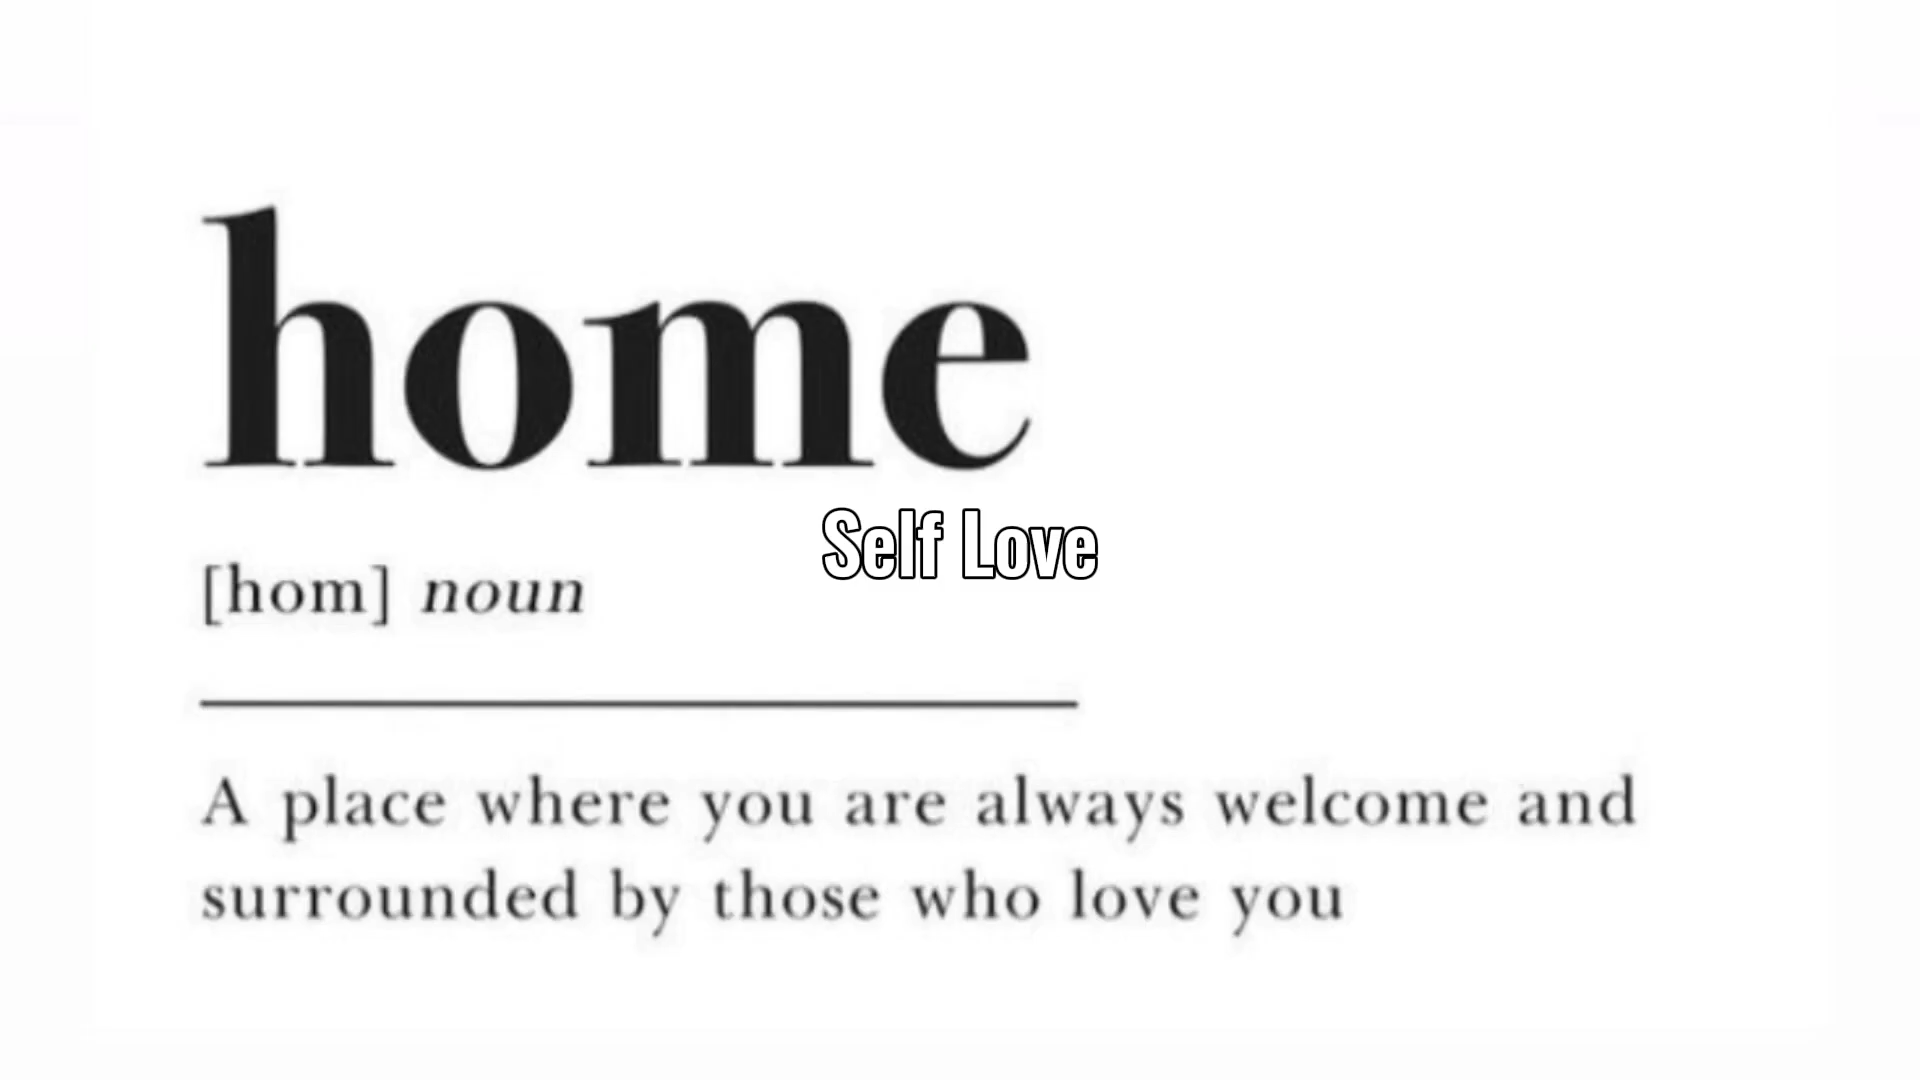 home
Self Love
[hom] noun
A place where you are always welcome and
surrounded by those who love you